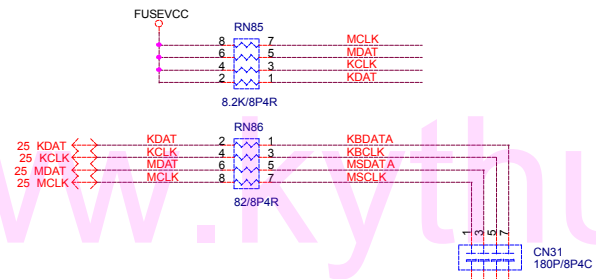 FUSEVCC
RN85
8 7 MCLK
6 5 MDAT
4 3 KCLK
2 1 KDAT
8.2K/8P4R
RN86
25 KDAT KDAT 2 1 KBDATA
25 KCLK KCLK 4 3 KBCLK
25 MDAT MDAT 6 5 MSDATA
25 MCLK MCLK 8 7 MSCLK
82/8P4R
1 3 5 7
CN31
180P/8P4C
ww.kythu